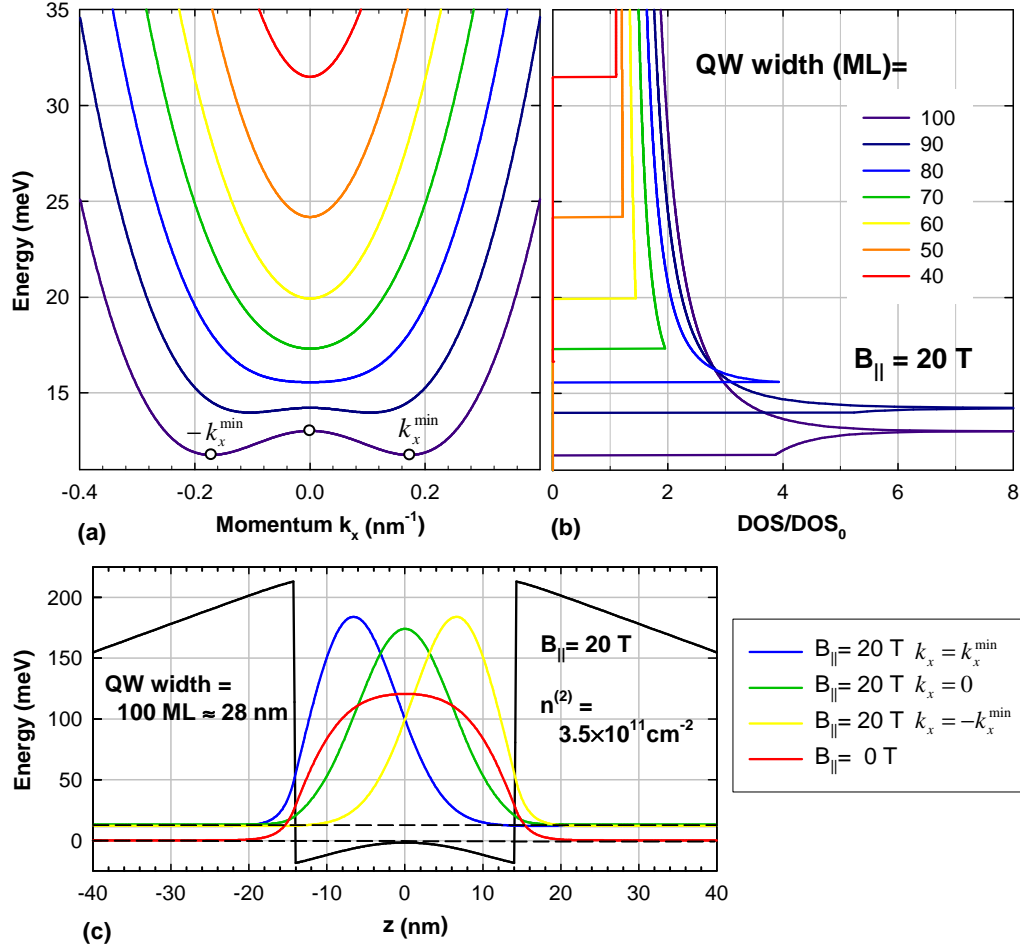 35
30
25
20
15
Energy (meV)
-0.4
-0.2
0.0
0.2
0.4
Momentum k_x (nm⁻¹)
(a)
−k_x^min
k_x^min
QW width (ML)=
100
90
80
70
60
50
40
B_|| = 20 T
0
2
4
6
8
DOS/DOS₀
(b)
200
150
100
50
0
Energy (meV)
QW width =
100 ML ≈ 28 nm
B_|| = 20 T
n⁽²⁾ =
3.5×10¹¹cm⁻²
-40
-30
-20
-10
0
10
20
30
40
z (nm)
(c)
B_||= 20 T k_x = k_x^min
B_||= 20 T k_x = 0
B_||= 20 T k_x = −k_x^min
B_||= 0 T